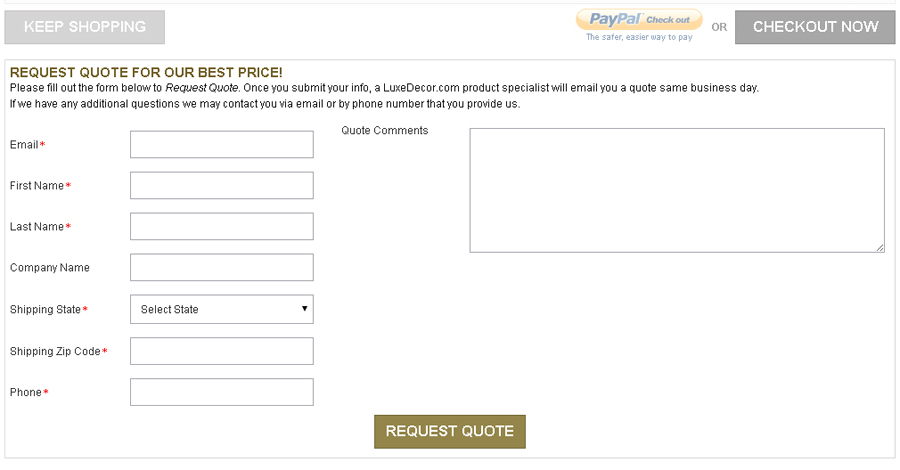 KEEP SHOPPING
PayPal Check out
The safer, easier way to pay
OR
CHECKOUT NOW
REQUEST QUOTE FOR OUR BEST PRICE!
Please fill out the form below to Request Quote. Once you submit your info, a LuxeDecor.com product specialist will email you a quote same business day.
If we have any additional questions we may contact you via email or by phone number that you provide us.
Email*
Quote Comments
First Name*
Last Name*
Company Name
Shipping State*
Select State
Shipping Zip Code*
Phone*
REQUEST QUOTE